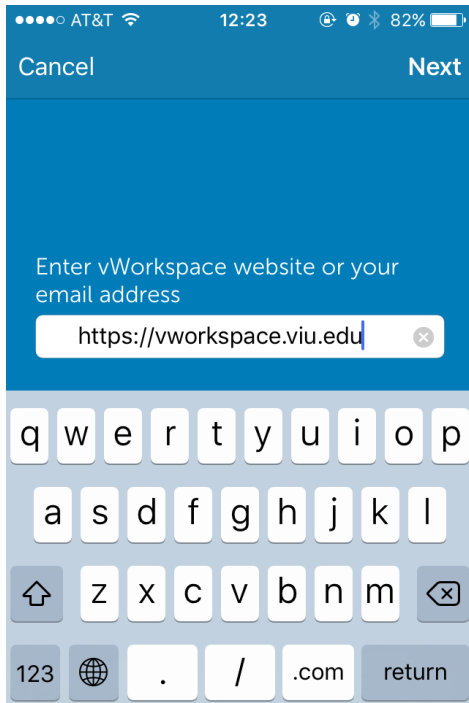 AT&T 12:23 82%
Cancel Next
Enter vWorkspace website or your
email address
https://vworkspace.viu.edu
q w e r t y u i o p
a s d f g h j k l
z x c v b n m
123 . / .com return